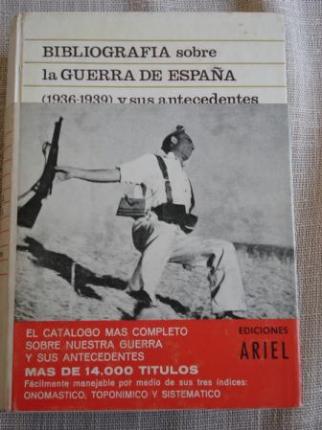 BIBLIOGRAFIA sobre
la GUERRA DE ESPAÑA
(1936-1939) y sus antecedentes
EL CATALOGO MAS COMPLETO
SOBRE NUESTRA GUERRA
Y SUS ANTECEDENTES
MAS DE 14.000 TITULOS
Fácilmente manejable por medio de sus tres índices:
ONOMASTICO, TOPONIMICO Y SISTEMATICO
EDICIONES
ARIEL